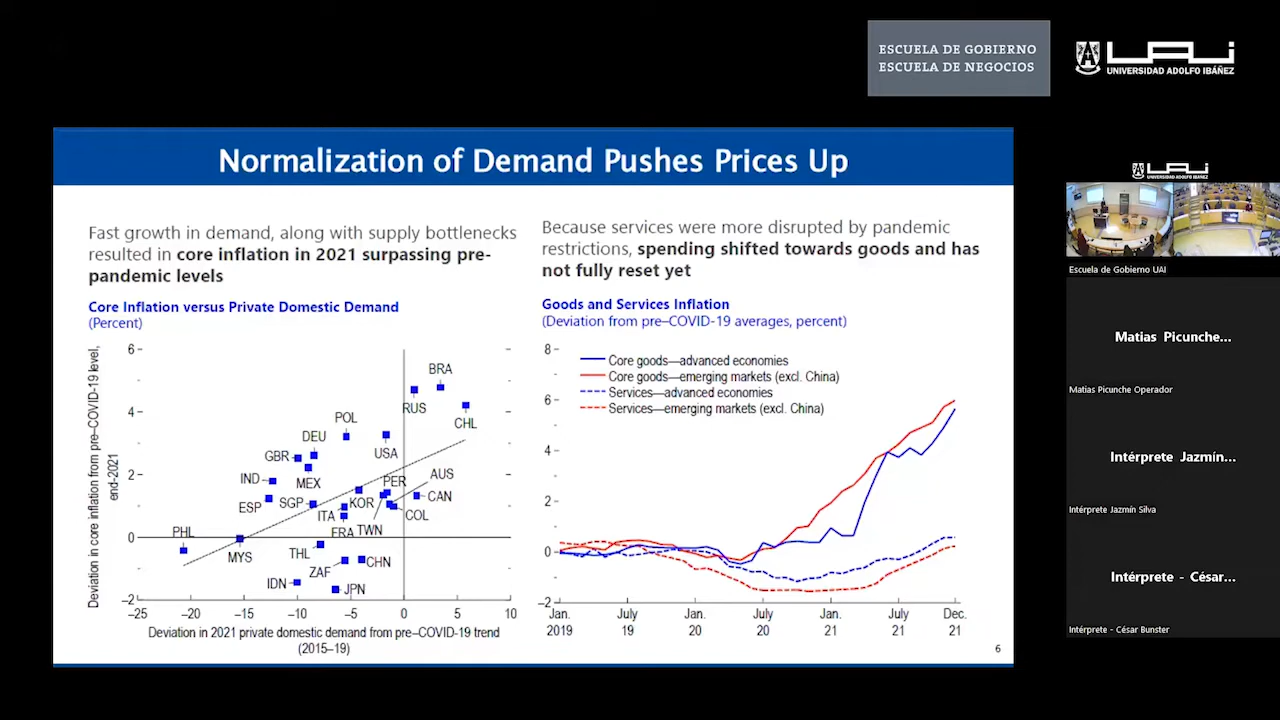 ESCUELA DE GOBIERNO
ESCUELA DE NEGOCIOS
UAI
UNIVERSIDAD ADOLFO IBÁÑEZ
Normalization of Demand Pushes Prices Up
Fast growth in demand, along with supply bottlenecks
resulted in core inflation in 2021 surpassing pre-
pandemic levels
Core Inflation versus Private Domestic Demand
(Percent)
Deviation in core inflation from pre–COVID-19 level,
end-2021
6
4
2
0
–2
BRA
RUS
CHL
POL
DEU
USA
GBR
MEX
IND
AUS
PER
ESP
SGP
KOR
CAN
ITA
COL
FRA
TWN
PHL
MYS
THL
ZAF
CHN
IDN
JPN
–25
–20
–15
–10
–5
0
5
10
Deviation in 2021 private domestic demand from pre–COVID-19 trend
(2015–19)
Because services were more disrupted by pandemic
restrictions, spending shifted towards goods and has
not fully reset yet
Goods and Services Inflation
(Deviation from pre–COVID-19 averages, percent)
8
6
4
2
0
–2
Core goods—advanced economies
Core goods—emerging markets (excl. China)
Services—advanced economies
Services—emerging markets (excl. China)
Jan.
2019
July
19
Jan.
20
July
20
Jan.
21
July
21
Dec.
21
6
UAI
UNIVERSIDAD ADOLFO IBÁÑEZ
Escuela de Gobierno UAI
Matias Picunche...
Matias Picunche Operador
Intérprete Jazmín...
Intérprete Jazmín Silva
Intérprete - César...
Intérprete - César Bunster